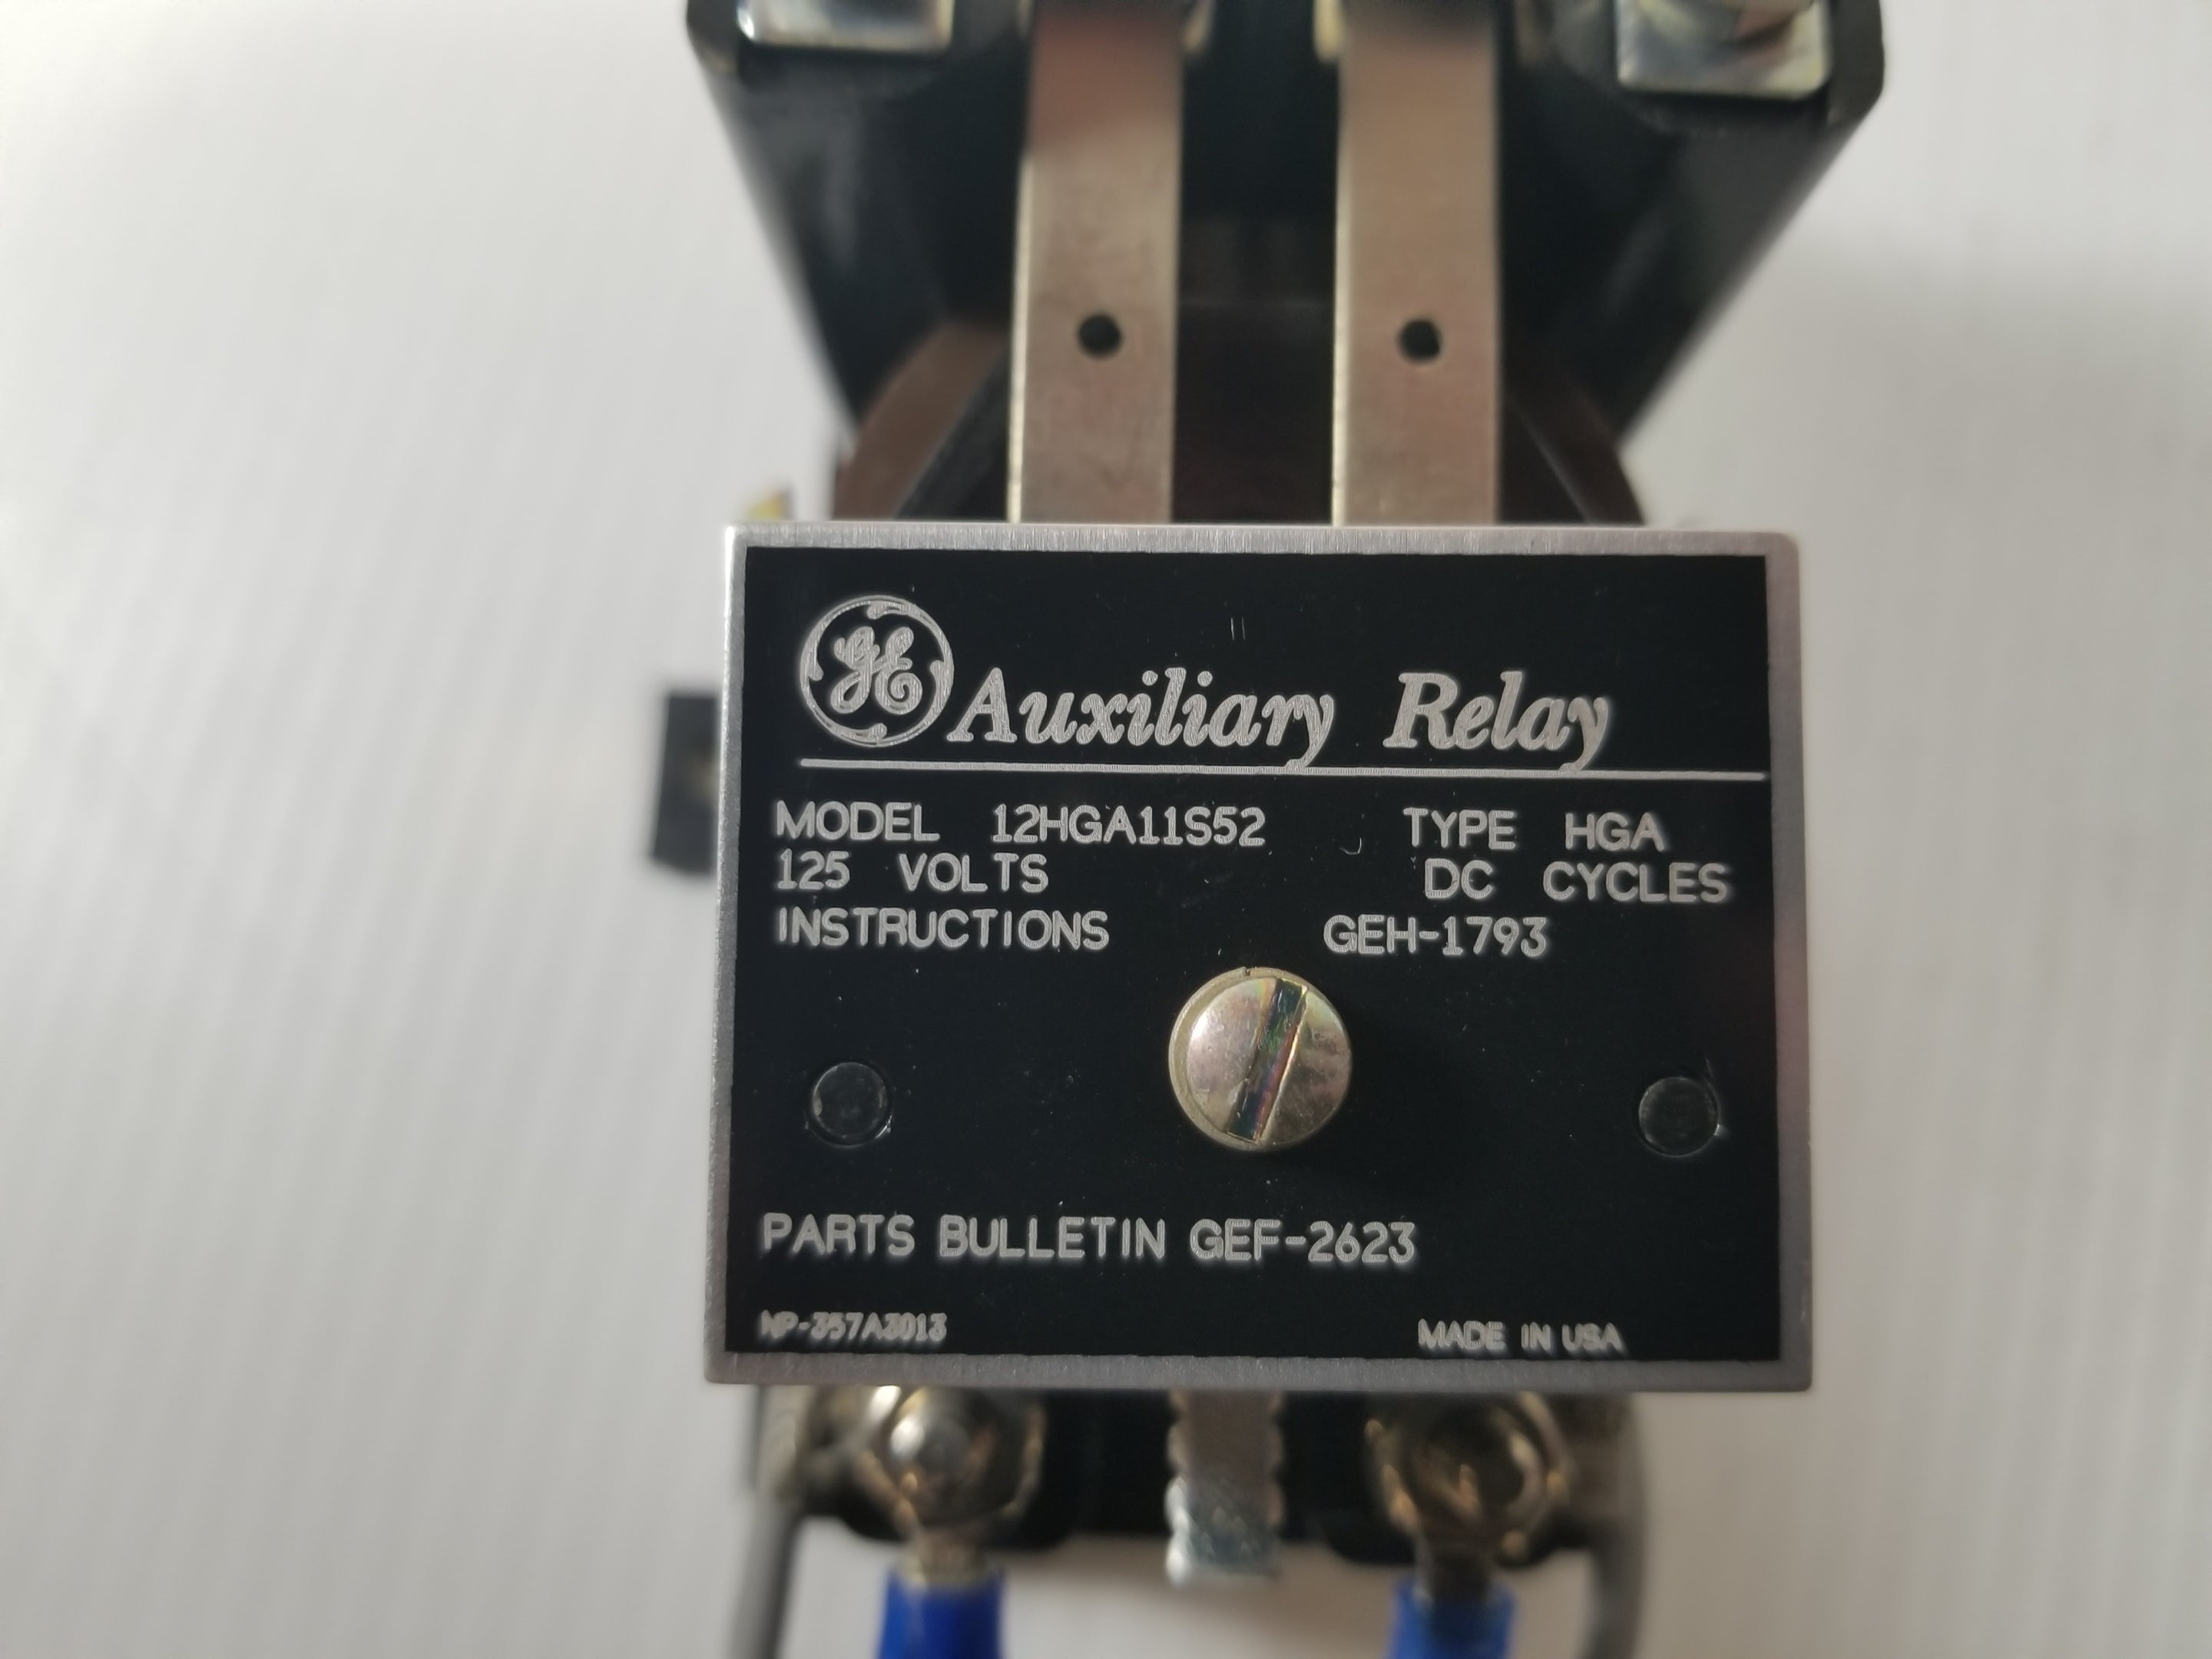 GE Auxiliary Relay
MODEL 12HGA11S52 TYPE HGA
125 VOLTS DC CYCLES
INSTRUCTIONS GEH-1793
PARTS BULLETIN GEF-2623
NP-357A3013 MADE IN USA